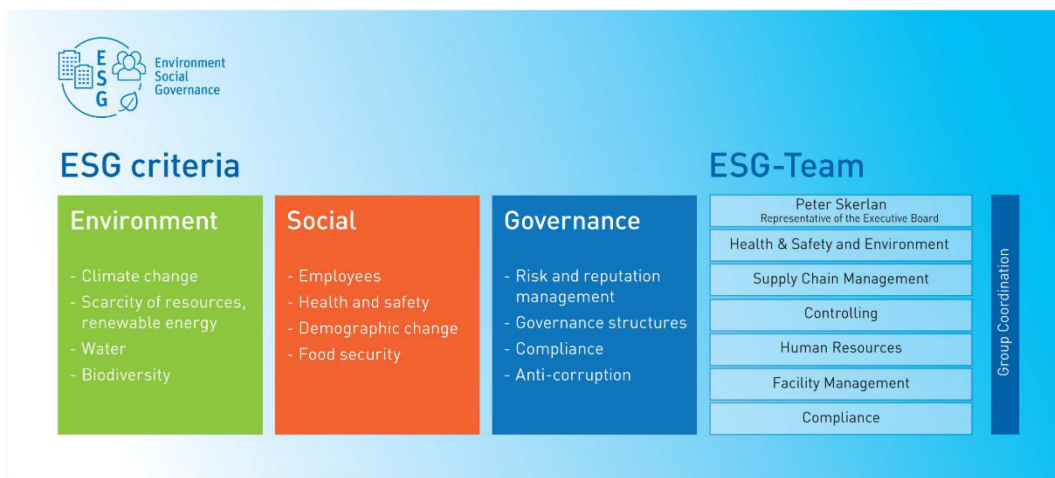 E
S
G
Environment
Social
Governance
ESG criteria
Environment
- Climate change
- Scarcity of resources,
renewable energy
- Water
- Biodiversity
Social
- Employees
- Health and safety
- Demographic change
- Food security
Governance
- Risk and reputation
management
- Governance structures
- Compliance
- Anti-corruption
ESG-Team
Peter Skerlan
Representative of the Executive Board
Health & Safety and Environment
Supply Chain Management
Controlling
Human Resources
Facility Management
Compliance
Group Coordination